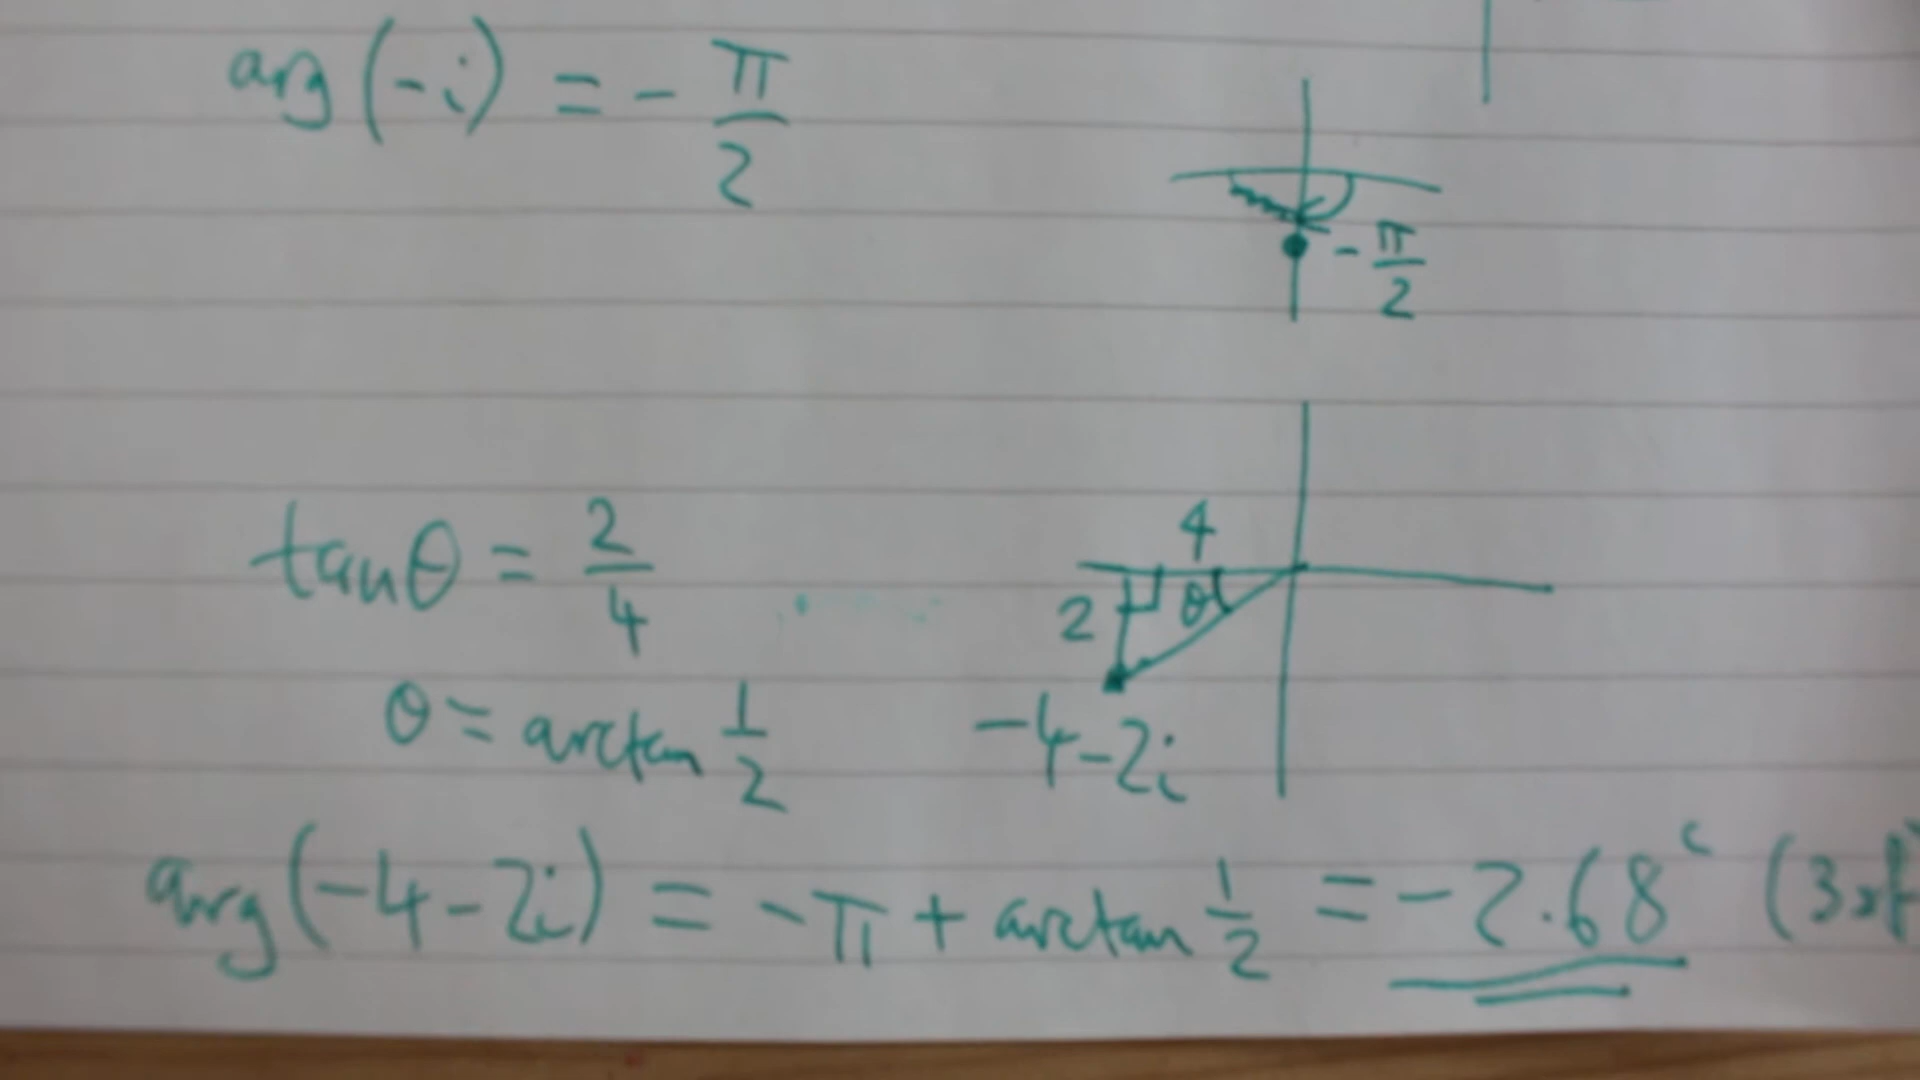 arg(-i) = -π/2
-π/2
tanθ = 2/4
4
2
θ
θ = arctan 1/2
-4-2i
arg(-4-2i) = -π + arctan 1/2 = -2.68ᶜ (3sf